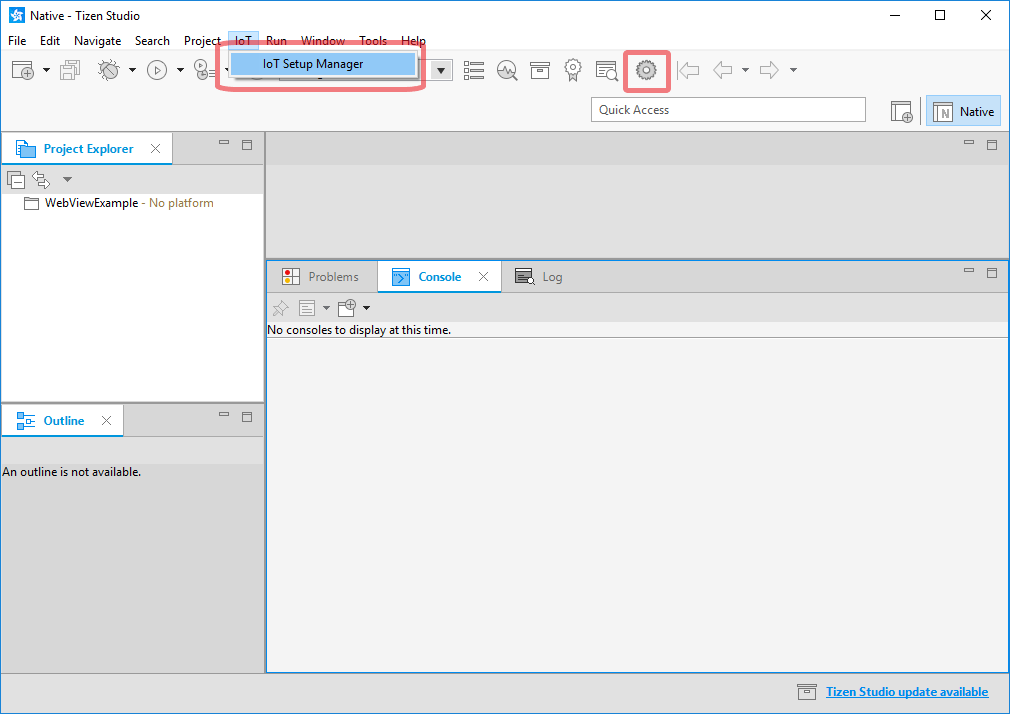 Native - Tizen Studio
File Edit Navigate Search Project IoT Run Window Tools Help
IoT Setup Manager
Quick Access
N Native
Project Explorer
WebViewExample - No platform
Problems Console Log
No consoles to display at this time.
Outline
An outline is not available.
Tizen Studio update available